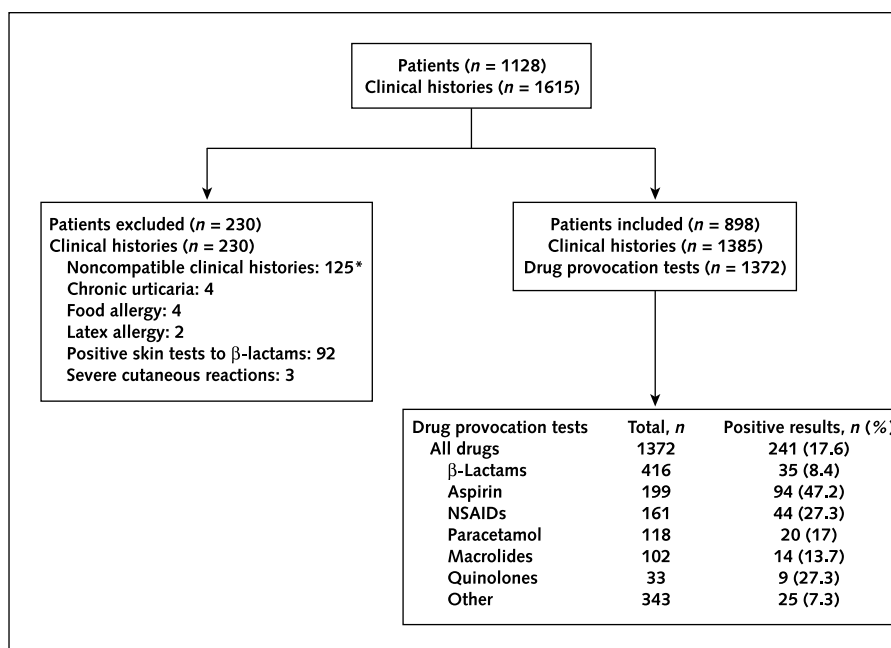 Patients (n = 1128)
Clinical histories (n = 1615)
Patients excluded (n = 230)
Clinical histories (n = 230)
Noncompatible clinical histories: 125*
Chronic urticaria: 4
Food allergy: 4
Latex allergy: 2
Positive skin tests to β-lactams: 92
Severe cutaneous reactions: 3
Patients included (n = 898)
Clinical histories (n = 1385)
Drug provocation tests (n = 1372)
Drug provocation tests Total, n Positive results, n (%)
All drugs 1372 241 (17.6)
β-Lactams 416 35 (8.4)
Aspirin 199 94 (47.2)
NSAIDs 161 44 (27.3)
Paracetamol 118 20 (17)
Macrolides 102 14 (13.7)
Quinolones 33 9 (27.3)
Other 343 25 (7.3)